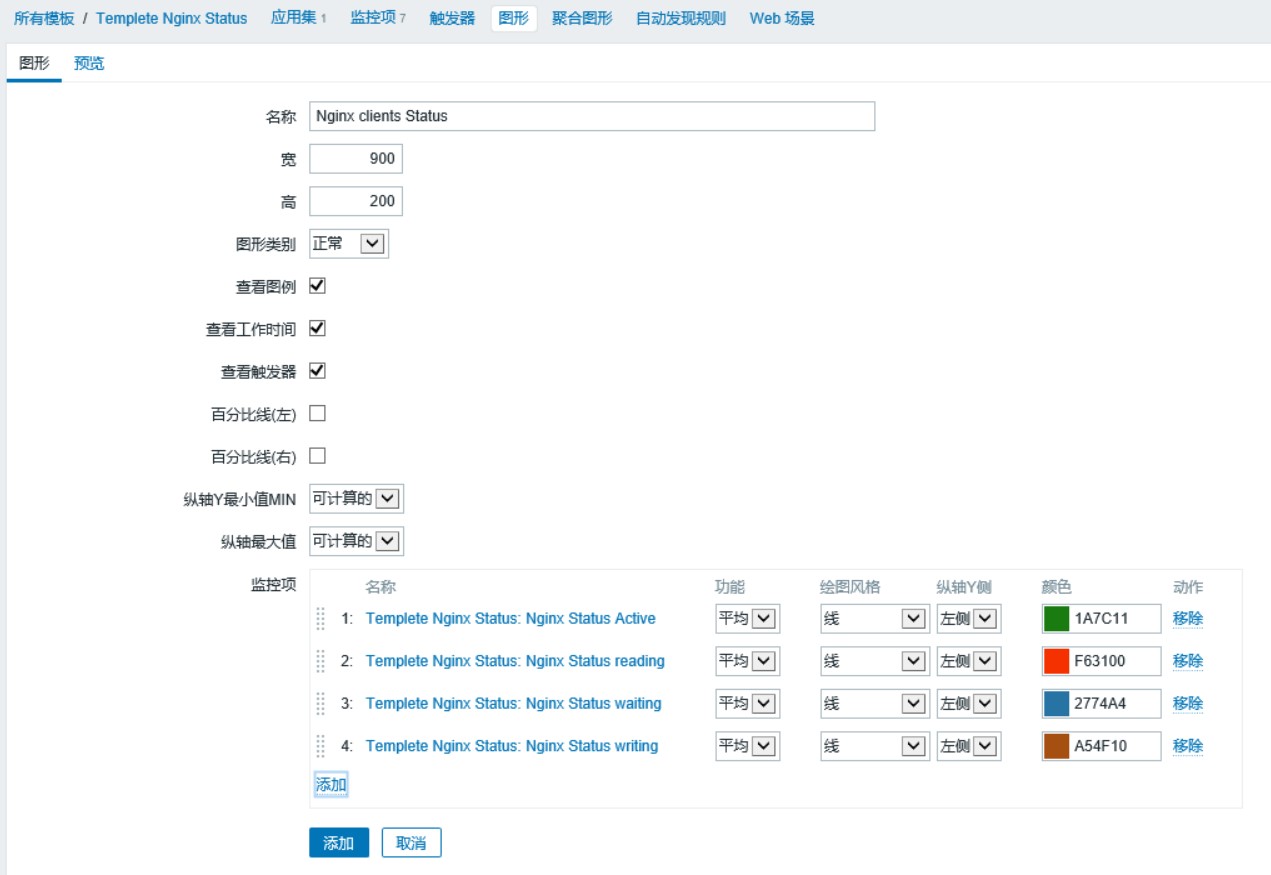 所有模板 / Templete Nginx Status 应用集 1 监控项 7 触发器 图形 聚合图形 自动发现规则 Web 场景
图形 预览
名称 Nginx clients Status
宽 900
高 200
图形类别 正常
查看图例
查看工作时间
查看触发器
百分比线(左)
百分比线(右)
纵轴Y最小值MIN 可计算的
纵轴最大值 可计算的
监控项 名称 功能 绘图风格 纵轴Y侧 颜色 动作
1: Templete Nginx Status: Nginx Status Active 平均 线 左侧 1A7C11 移除
2: Templete Nginx Status: Nginx Status reading 平均 线 左侧 F63100 移除
3: Templete Nginx Status: Nginx Status waiting 平均 线 左侧 2774A4 移除
4: Templete Nginx Status: Nginx Status writing 平均 线 左侧 A54F10 移除
添加
添加 取消